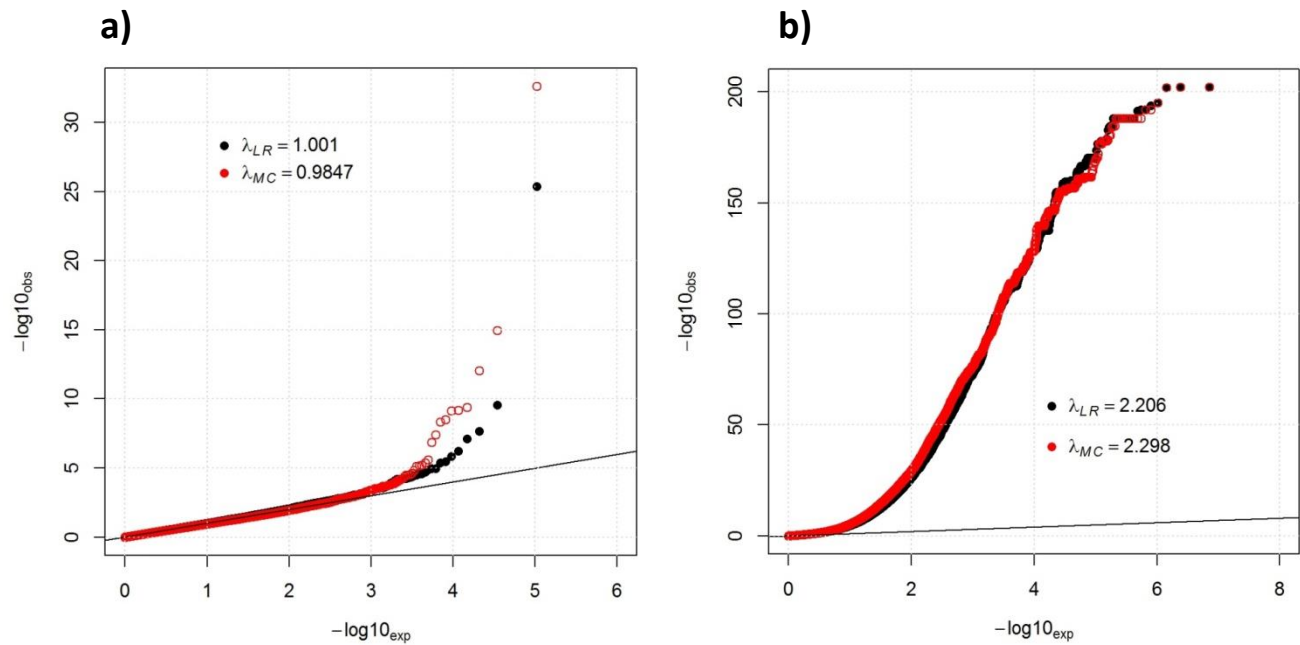 a)
30
25
20
15
10
5
0
−log10obs
λLR = 1.001
λMC = 0.9847
0 1 2 3 4 5 6
−log10exp
b)
200
150
100
50
0
−log10obs
λLR = 2.206
λMC = 2.298
0 2 4 6 8
−log10exp